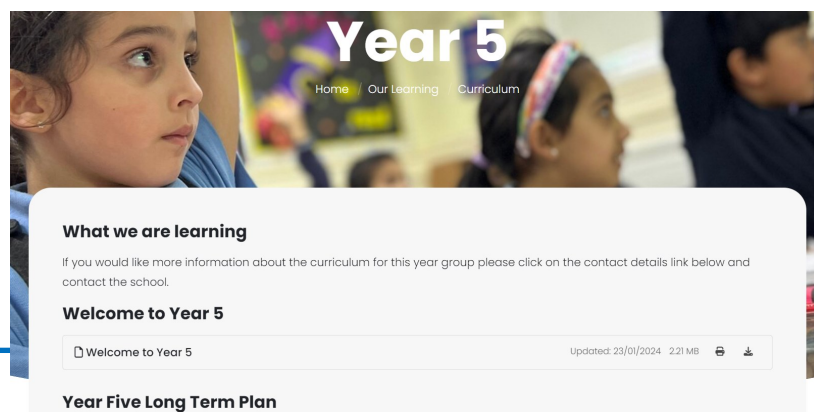 Year 5
Home / Our Learning Curriculum
What we are learning
If you would like more information about the curriculum for this year group please click on the contact details link below and
contact the school.
Welcome to Year 5
Welcome to Year 5 Updated: 23/01/2024 2.21 MB
Year Five Long Term Plan